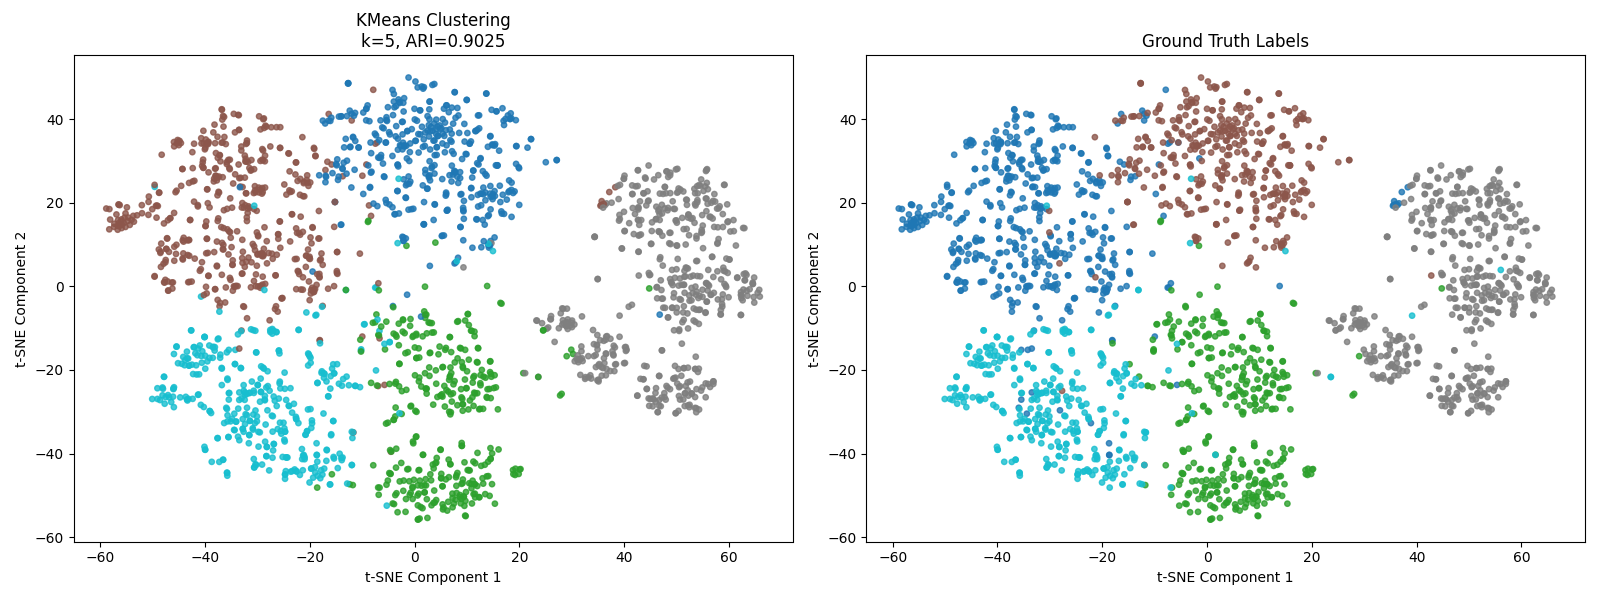 KMeans Clustering
k=5, ARI=0.9025
40
20
0
−20
−40
−60
t-SNE Component 2
−60 −40 −20 0 20 40 60
t-SNE Component 1
Ground Truth Labels
40
20
0
−20
−40
−60
t-SNE Component 2
−60 −40 −20 0 20 40 60
t-SNE Component 1